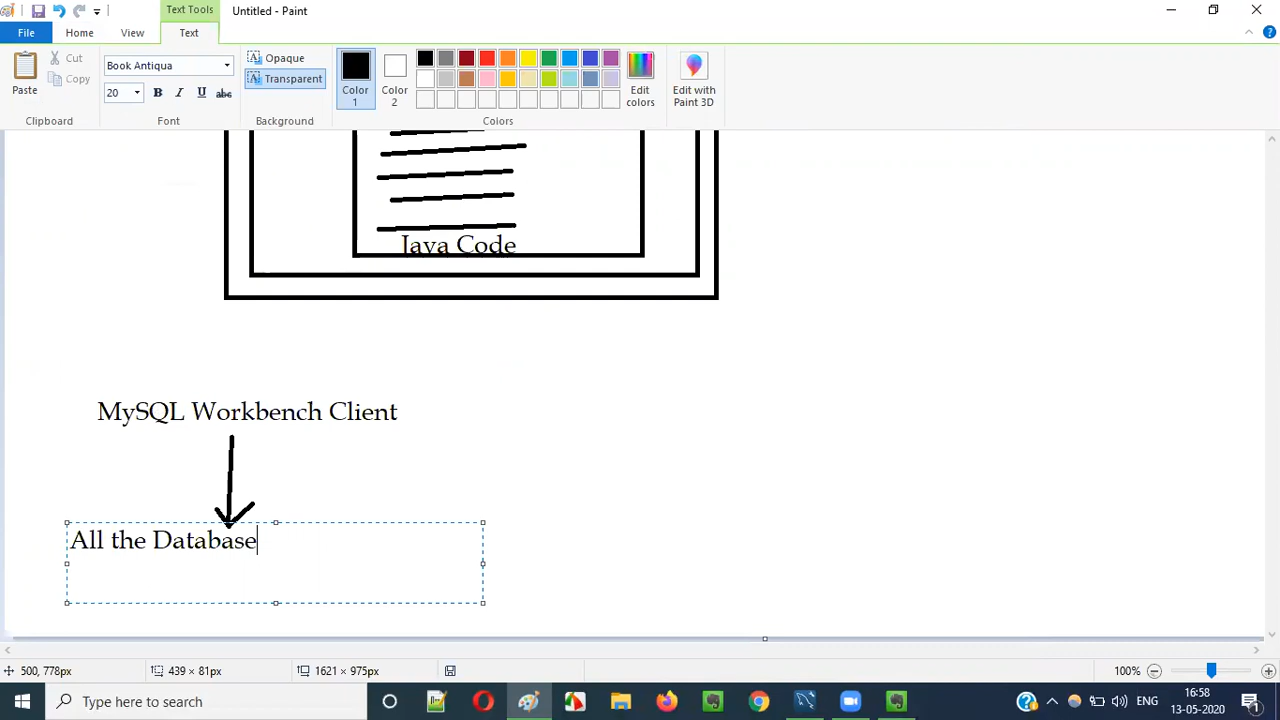 Untitled - Paint
Text Tools
File
Home
View
Text
Paste
Cut
Copy
Clipboard
Book Antiqua
20
B I U abc
Font
Opaque
Transparent
Background
Color 1
Color 2
Edit colors
Colors
Edit with Paint 3D
Java Code
MySQL Workbench Client
All the Database
500, 778px
439 × 81px
1621 × 975px
100%
Type here to search
ENG
16:58
13-05-2020